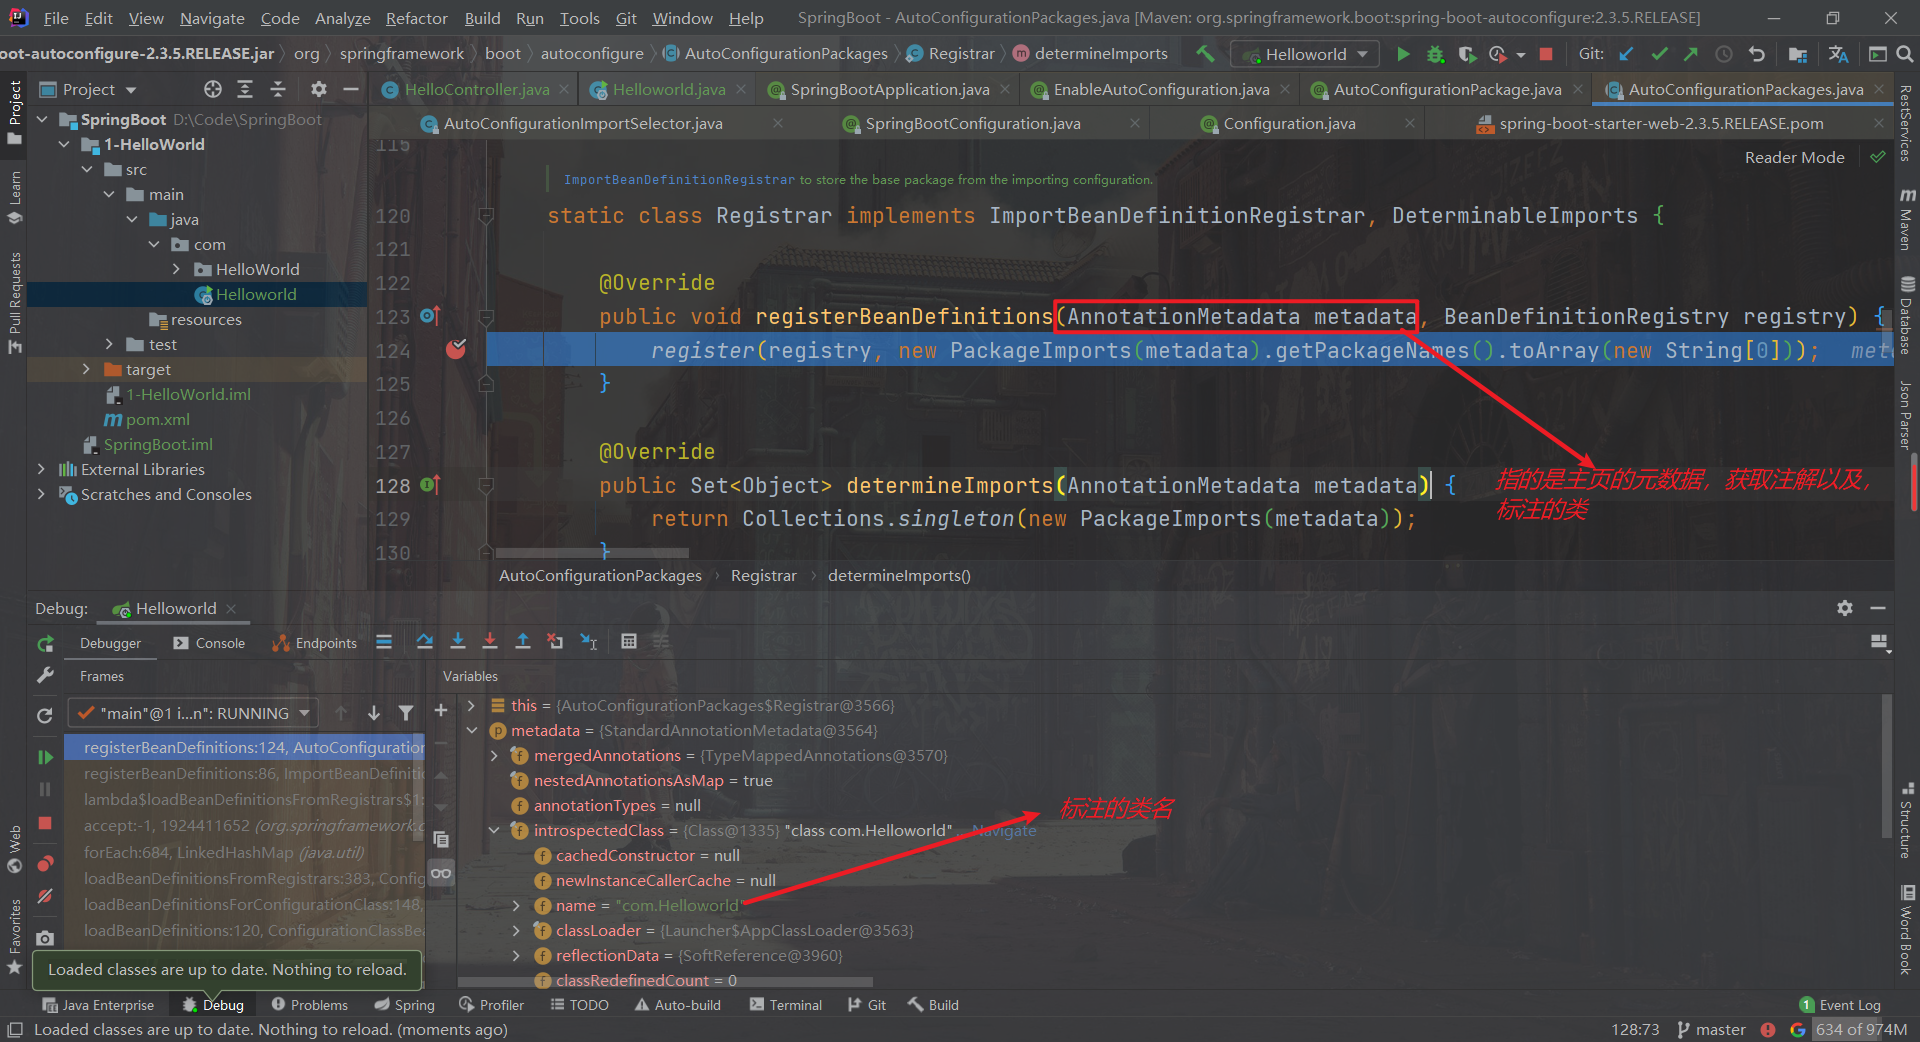 File Edit View Navigate Code Analyze Refactor Build Run Tools Git Window Help SpringBoot - AutoConfigurationPackages.java [Maven: org.springframework.boot:spring-boot-autoconfigure:2.3.5.RELEASE]
oot-autoconfigure-2.3.5.RELEASE.jar org springframework boot autoconfigure AutoConfigurationPackages Registrar determineImports Helloworld Git:
Project HelloController.java Helloworld.java SpringBootApplication.java EnableAutoConfiguration.java AutoConfigurationPackage.java AutoConfigurationPackages.java
SpringBoot D:\Code\SpringBoot AutoConfigurationImportSelector.java SpringBootConfiguration.java Configuration.java spring-boot-starter-web-2.3.5.RELEASE.pom
1-HelloWorld
src
main
java
com
HelloWorld
Helloworld
resources
test
target
1-HelloWorld.iml
pom.xml
SpringBoot.iml
External Libraries
Scratches and Consoles
Project
Learn
Pull Requests
Web
Favorites
115
Reader Mode
ImportBeanDefinitionRegistrar to store the base package from the importing configuration.
120 static class Registrar implements ImportBeanDefinitionRegistrar, DeterminableImports {
121
122 @Override
123 public void registerBeanDefinitions(AnnotationMetadata metadata, BeanDefinitionRegistry registry) {
124 register(registry, new PackageImports(metadata).getPackageNames().toArray(new String[0])); meta
125 }
126
127 @Override
128 public Set<Object> determineImports(AnnotationMetadata metadata) {
129 return Collections.singleton(new PackageImports(metadata));
130 }
指的是主页的元数据，获取注解以及，
标注的类
AutoConfigurationPackages Registrar determineImports()
RestServices
Maven
Database
Json Parser
Structure
Word Book
Debug: Helloworld
Debugger Console Endpoints
Frames Variables
"main"@1 i...n": RUNNING
registerBeanDefinitions:124, AutoConfiguration
registerBeanDefinitions:86, ImportBeanDefinitio
lambda$loadBeanDefinitionsFromRegistrars$1:
accept:-1, 1924411652 (org.springframework.c
forEach:684, LinkedHashMap (java.util)
loadBeanDefinitionsFromRegistrars:383, Config
loadBeanDefinitionsForConfigurationClass:148,
loadBeanDefinitions:120, ConfigurationClassBea
this = {AutoConfigurationPackages$Registrar@3566}
metadata = {StandardAnnotationMetadata@3564}
mergedAnnotations = {TypeMappedAnnotations@3570}
nestedAnnotationsAsMap = true
annotationTypes = null
introspectedClass = {Class@1335} "class com.Helloworld" ... Navigate
cachedConstructor = null
newInstanceCallerCache = null
name = "com.Helloworld"
classLoader = {Launcher$AppClassLoader@3563}
reflectionData = {SoftReference@3960}
classRedefinedCount = 0
标注的类名
Loaded classes are up to date. Nothing to reload.
Java Enterprise Debug Problems Spring Profiler TODO Auto-build Terminal Git Build 1 Event Log
Loaded classes are up to date. Nothing to reload. (moments ago) 128:73 master 634 of 974M